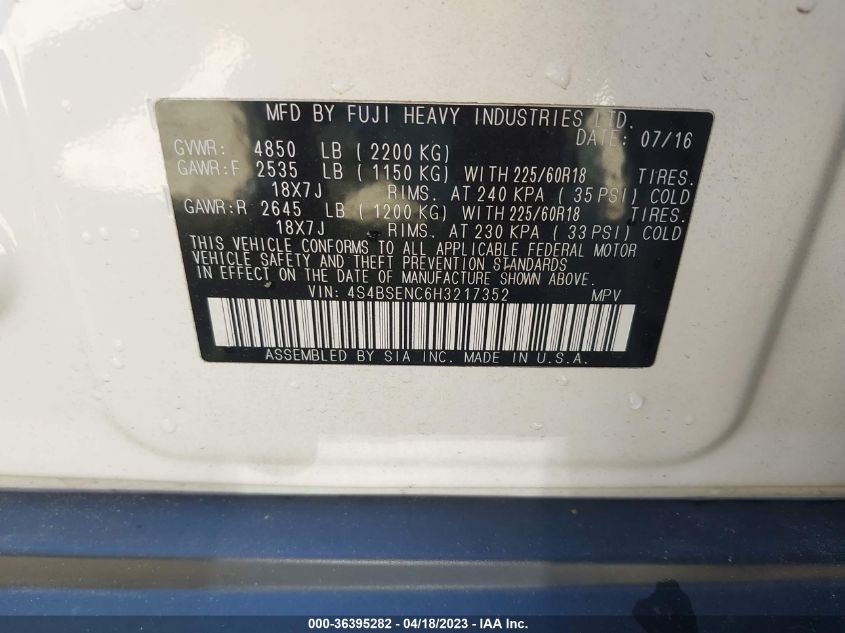 MFD BY FUJI HEAVY INDUSTRIES LTD.
DATE: 07/16
GVWR: 4850 LB ( 2200 KG)
GAWR:F 2535 LB ( 1150 KG) WITH 225/60R18 TIRES.
18X7J RIMS. AT 240 KPA ( 35 PSI) COLD
GAWR:R 2645 LB ( 1200 KG) WITH 225/60R18 TIRES.
18X7J RIMS. AT 230 KPA ( 33 PSI) COLD
THIS VEHICLE CONFORMS TO ALL APPLICABLE FEDERAL MOTOR
VEHICLE SAFETY AND THEFT PREVENTION STANDARDS
IN EFFECT ON THE DATE OF MANUFACTURE SHOWN ABOVE.
VIN: 4S4BSENC6H3217352 MPV
ASSEMBLED BY SIA INC. MADE IN U.S.A.
000-36395282 - 04/18/2023 - IAA Inc.